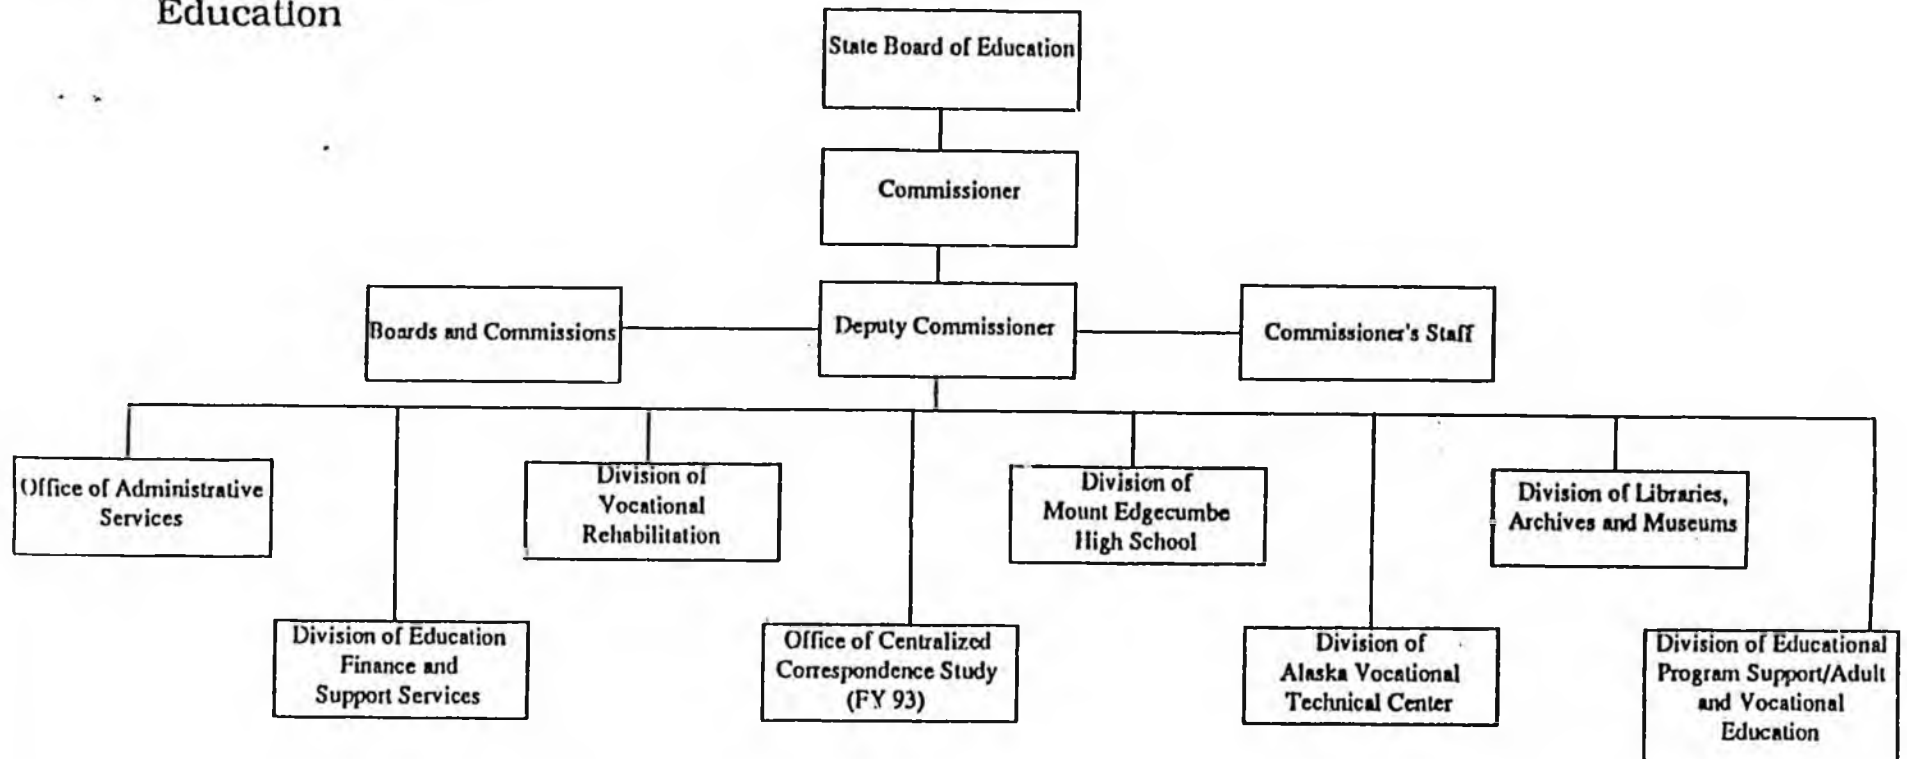 Education
State Board of Education
Commissioner
Boards and Commissions
Deputy Commissioner
Commissioner's Staff
Office of Administrative
Services
Division of
Vocational
Rehabilitation
Division of
Mount Edgecumbe
High School
Division of Libraries,
Archives and Museums
Division of Education
Finance and
Support Services
Office of Centralized
Correspondence Study
(FY 93)
Division of
Alaska Vocational
Technical Center
Division of Educational
Program Support/Adult
and Vocational
Education